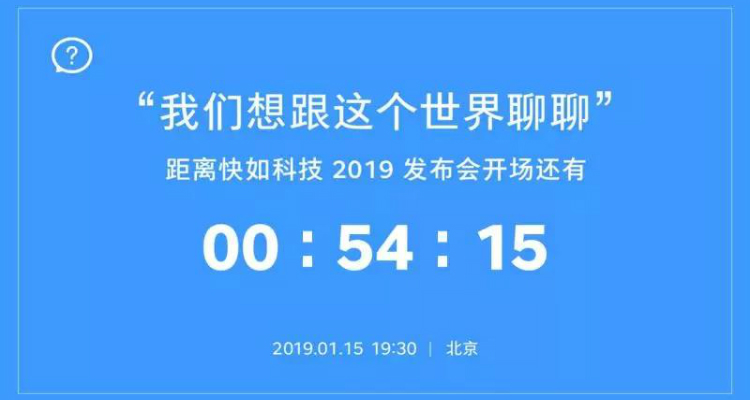 ?
“我们想跟这个世界聊聊”
距离快如科技 2019 发布会开场还有
00 : 54 : 15
2019.01.15 19:30 | 北京